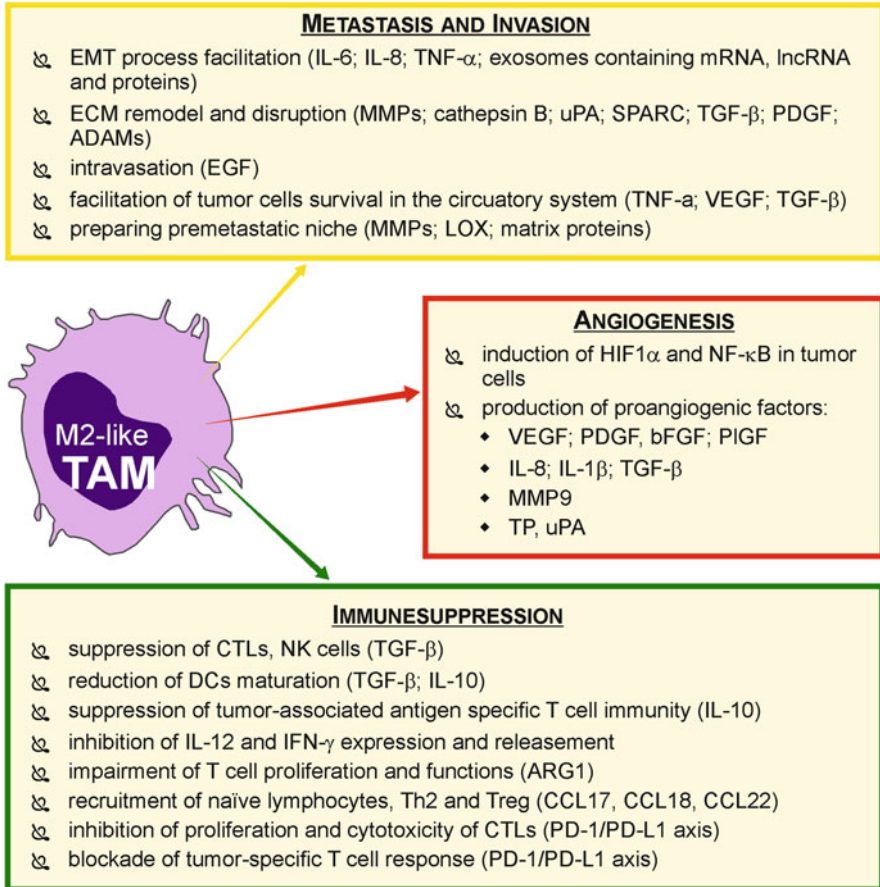 METASTASIS AND INVASION
EMT process facilitation (IL-6; IL-8; TNF-α; exosomes containing mRNA, lncRNA
and proteins)
ECM remodel and disruption (MMPs; cathepsin B; uPA; SPARC; TGF-β; PDGF;
ADAMs)
intravasation (EGF)
facilitation of tumor cells survival in the circuatory system (TNF-a; VEGF; TGF-β)
preparing premetastatic niche (MMPs; LOX; matrix proteins)
M2-like
TAM
ANGIOGENESIS
induction of HIF1α and NF-κB in tumor
cells
production of proangiogenic factors:
VEGF; PDGF, bFGF; PlGF
IL-8; IL-1β; TGF-β
MMP9
TP, uPA
IMMUNESUPPRESSION
suppression of CTLs, NK cells (TGF-β)
reduction of DCs maturation (TGF-β; IL-10)
suppression of tumor-associated antigen specific T cell immunity (IL-10)
inhibition of IL-12 and IFN-γ expression and releasement
impairment of T cell proliferation and functions (ARG1)
recruitment of naïve lymphocytes, Th2 and Treg (CCL17, CCL18, CCL22)
inhibition of proliferation and cytotoxicity of CTLs (PD-1/PD-L1 axis)
blockade of tumor-specific T cell response (PD-1/PD-L1 axis)